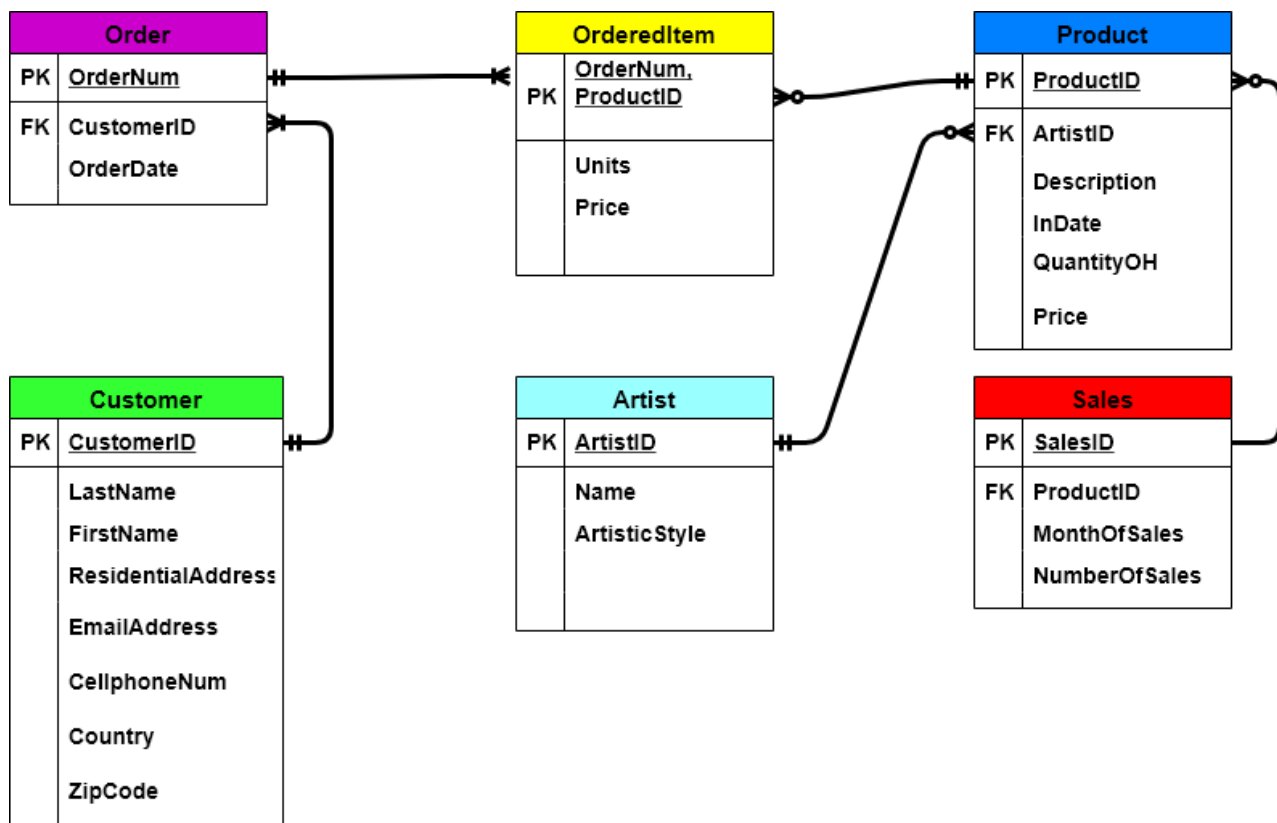 Order
PK OrderNum
FK CustomerID
OrderDate
OrderedItem
OrderNum,
PK ProductID
Units
Price
Product
PK ProductID
FK ArtistID
Description
InDate
QuantityOH
Price
Customer
PK CustomerID
LastName
FirstName
ResidentialAddress
EmailAddress
CellphoneNum
Country
ZipCode
Artist
PK ArtistID
Name
ArtisticStyle
Sales
PK SalesID
FK ProductID
MonthOfSales
NumberOfSales